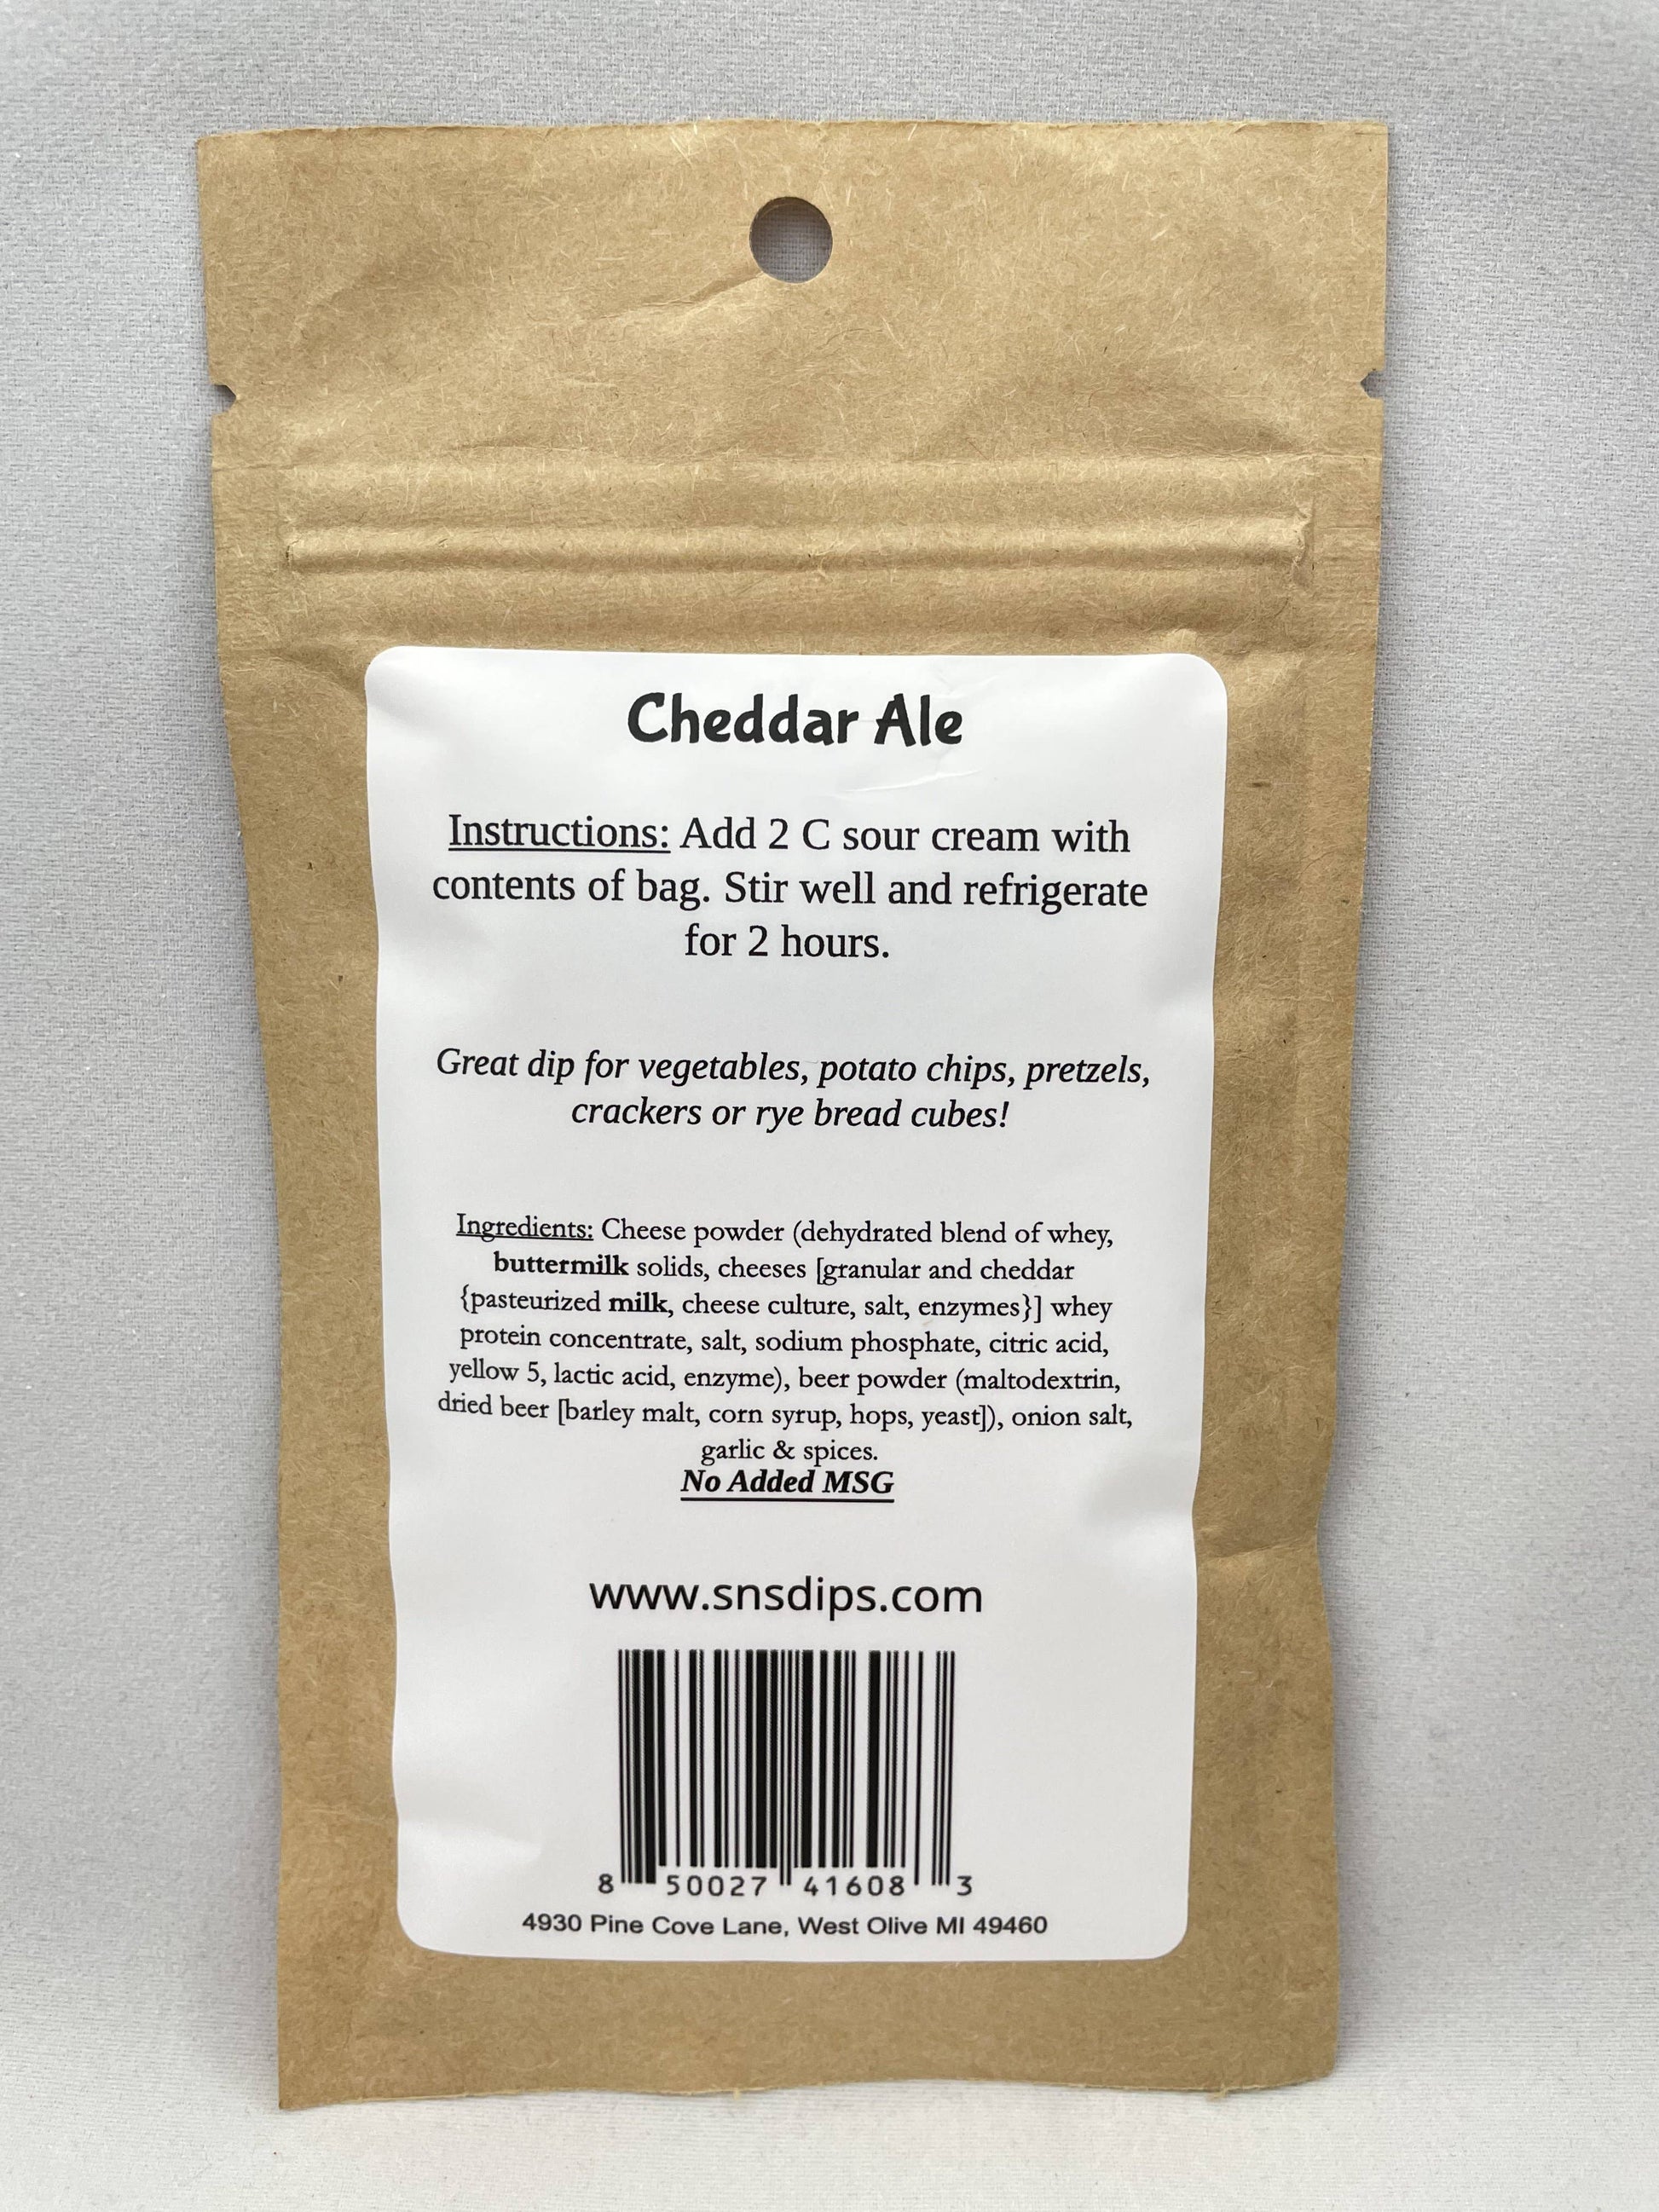 Cheddar Ale
Instructions: Add 2 C sour cream with
contents of bag. Stir well and refrigerate
for 2 hours.
Great dip for vegetables, potato chips, pretzels,
crackers or rye bread cubes!
Ingredients: Cheese powder (dehydrated blend of whey,
buttermilk solids, cheeses [granular and cheddar
{pasteurized milk, cheese culture, salt, enzymes}] whey
protein concentrate, salt, sodium phosphate, citric acid,
yellow 5, lactic acid, enzyme), beer powder (maltodextrin,
dried beer [barley malt, corn syrup, hops, yeast]), onion salt,
garlic & spices.
No Added MSG
www.snsdips.com
8 50027 41608 3
4930 Pine Cove Lane, West Olive MI 49460